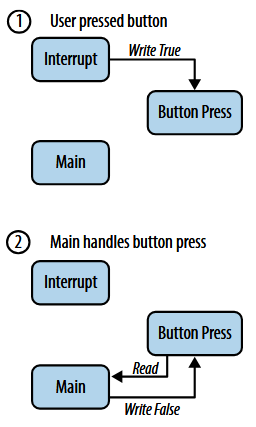 1 User pressed button
Interrupt
Write True
Button Press
Main
2 Main handles button press
Interrupt
Button Press
Read
Main
Write False